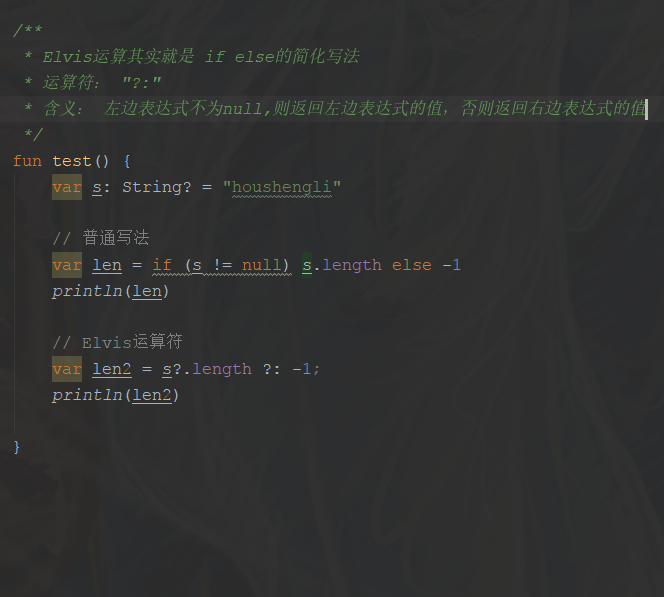 /**
 * Elvis运算其实就是 if else的简化写法
 * 运算符： "?:"
 * 含义： 左边表达式不为null,则返回左边表达式的值，否则返回右边表达式的值
 */
fun test() {
    var s: String? = "houshengli"
    // 普通写法
    var len = if (s != null) s.length else -1
    println(len)
    // Elvis运算符
    var len2 = s?.length ?: -1;
    println(len2)
}